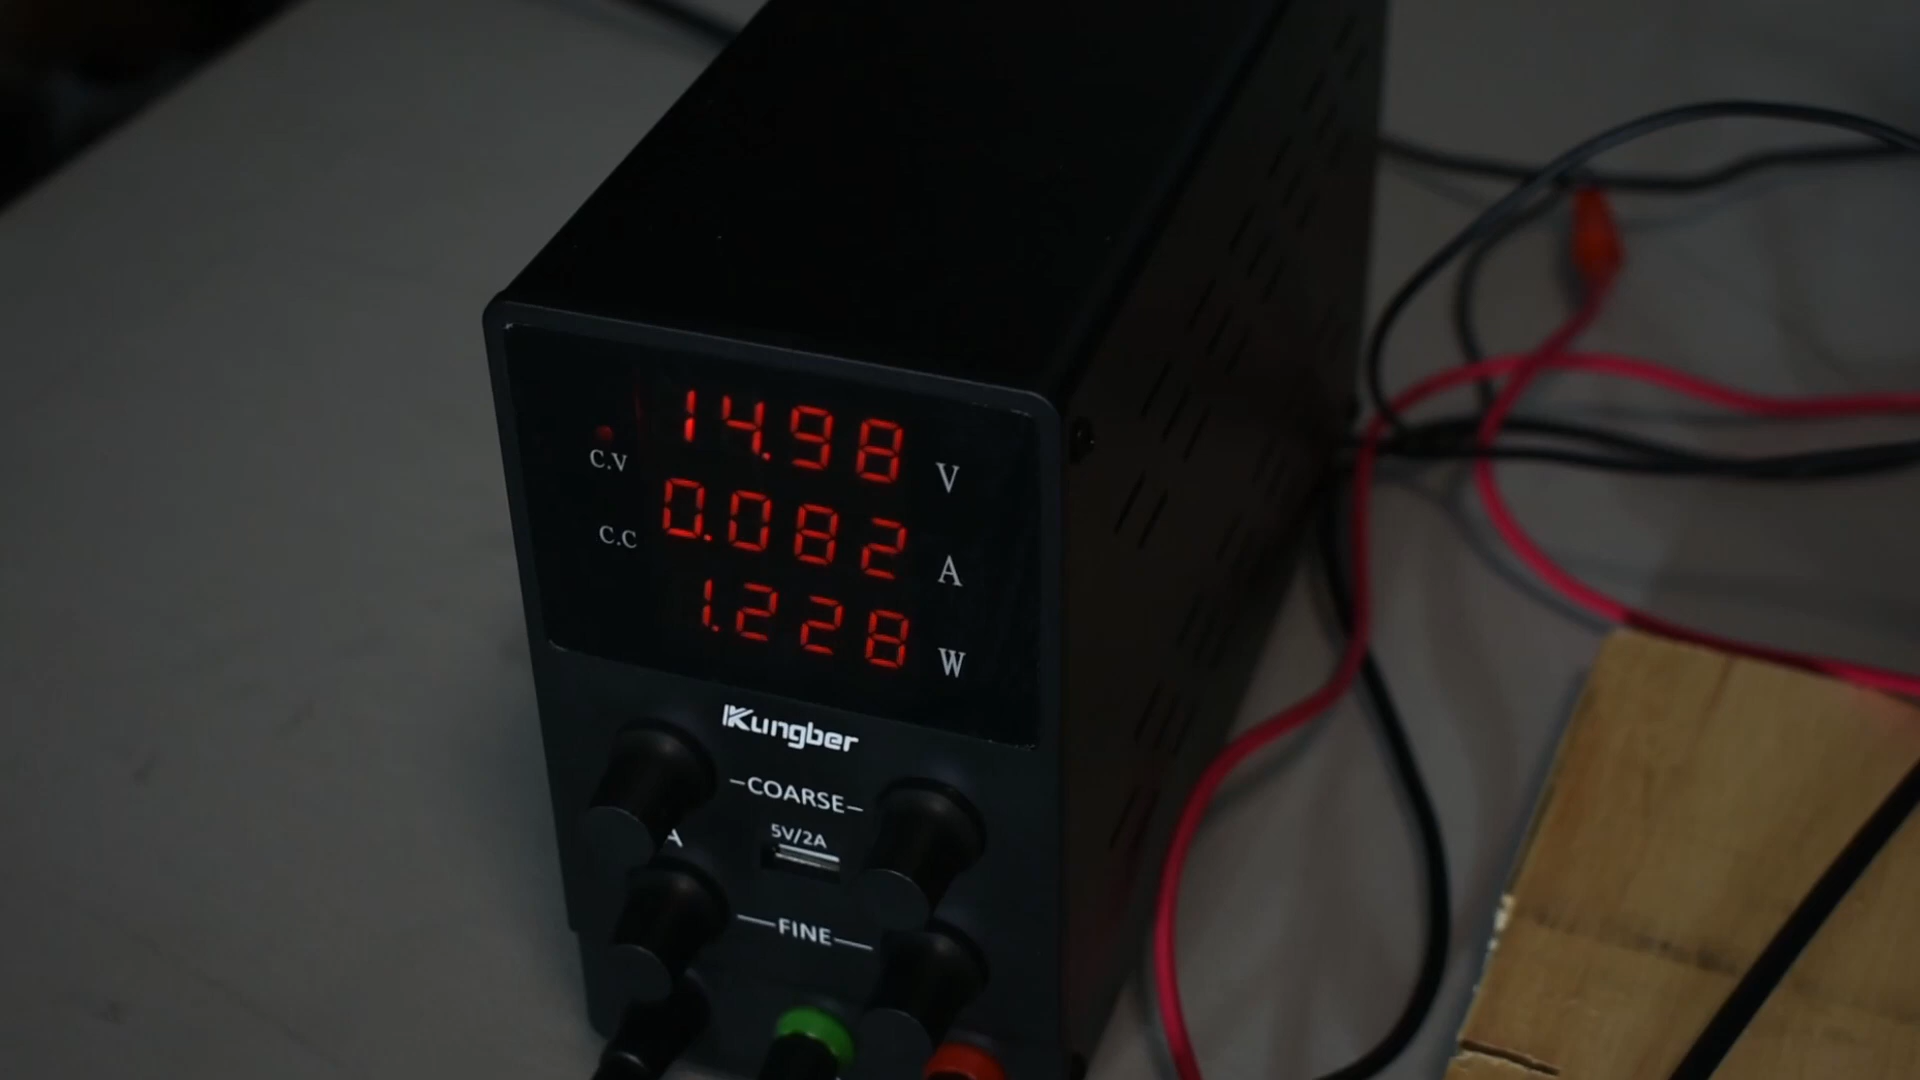 14.98 V
C.V
0.082 A
C.C
1.228 W
Kungber
COARSE
5V/2A
A
FINE